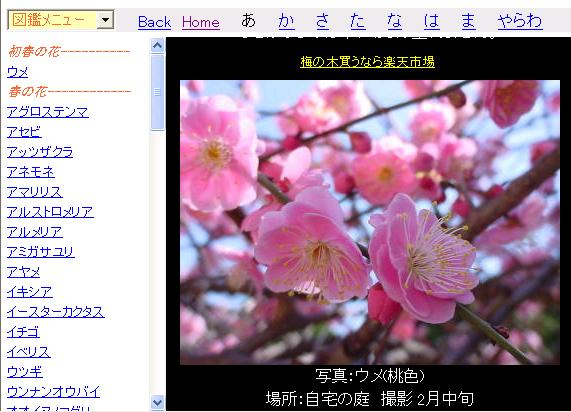 図鑑メニュー Back Home あ か さ た な は ま やらわ
初春の花----------
ウメ
春の花------------
アグロステンマ
アセビ
アッツザクラ
アネモネ
アマリリス
アルストロメリア
アルメリア
アミガサユリ
アヤメ
イキシア
イースターカクタス
イチゴ
イベリス
ウツギ
ウンナンオウバイ
梅の木買うなら楽天市場
写真:ウメ(桃色)
場所:自宅の庭 撮影 2月中旬